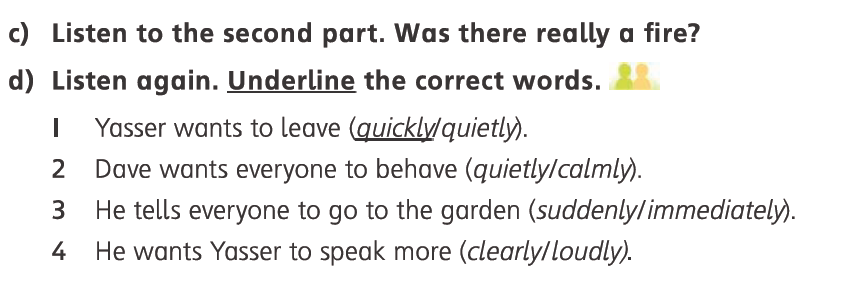 c) Listen to the second part. Was there really a fire?
d) Listen again. Underline the correct words.
1 Yasser wants to leave (quickly/quietly).
2 Dave wants everyone to behave (quietly/calmly).
3 He tells everyone to go to the garden (suddenly/immediately).
4 He wants Yasser to speak more (clearly/loudly).